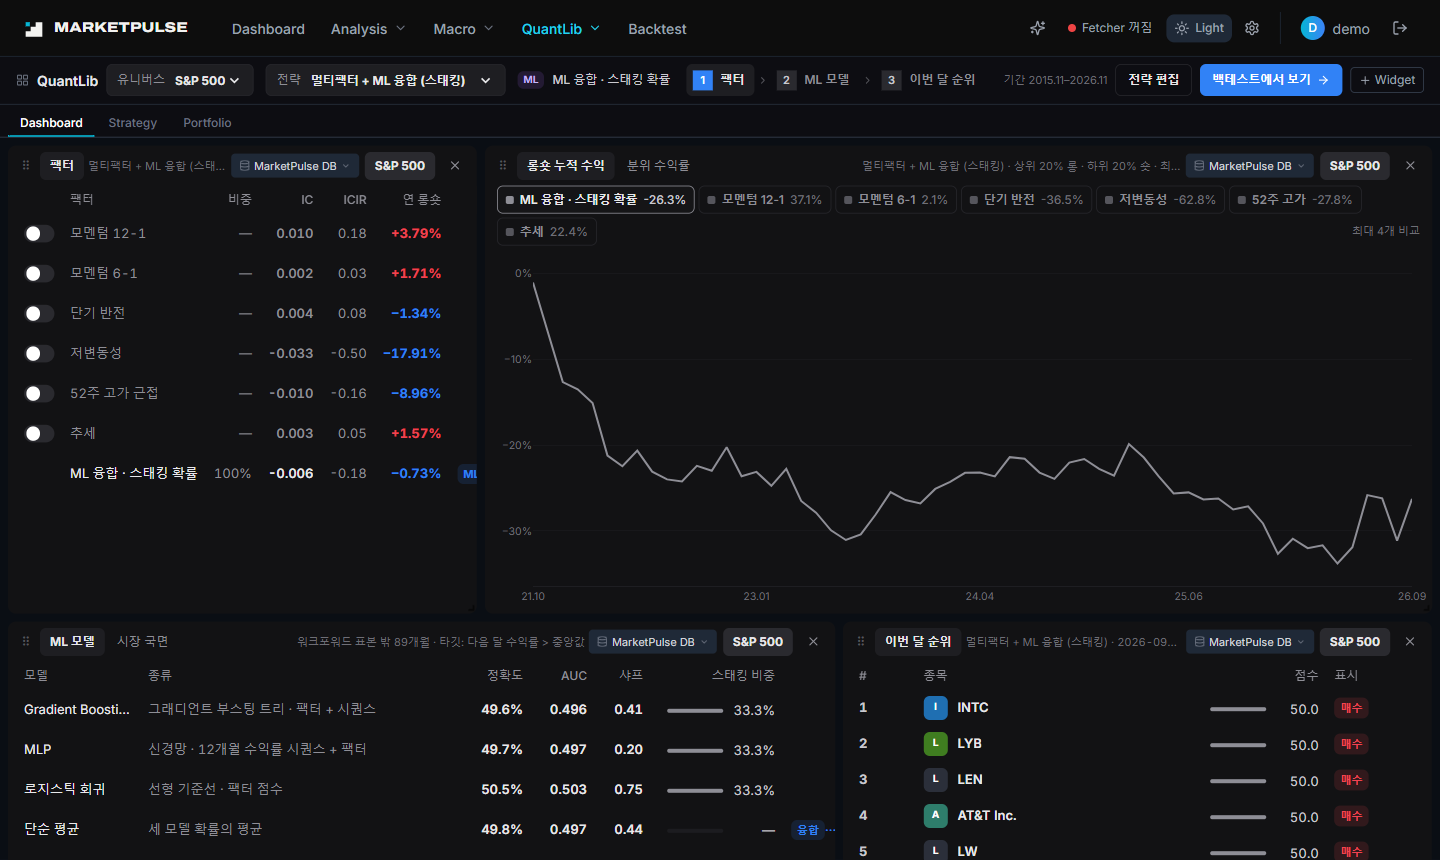 MARKETPULSE Dashboard Analysis Macro QuantLib Backtest Fetcher 꺼짐 Light D demo
QuantLib 유니버스 S&P 500 전략 멀티팩터 + ML 융합 (스태킹) ML ML 융합 · 스태킹 확률 1 팩터 2 ML 모델 3 이번 달 순위 기간 2015.11–2026.11 전략 편집 백테스트에서 보기 → + Widget
Dashboard Strategy Portfolio
팩터 멀티팩터 + ML 융합 (스태... MarketPulse DB S&P 500
팩터 비중 IC ICIR 연 롱숏
모멘텀 12-1 — 0.010 0.18 +3.79%
모멘텀 6-1 — 0.002 0.03 +1.71%
단기 반전 — 0.004 0.08 −1.34%
저변동성 — -0.033 -0.50 −17.91%
52주 고가 근접 — -0.010 -0.16 −8.96%
추세 — 0.003 0.05 +1.57%
ML 융합 · 스태킹 확률 100% -0.006 -0.18 −0.73% ML
롱숏 누적 수익 분위 수익률 멀티팩터 + ML 융합 (스태킹) · 상위 20% 롱 · 하위 20% 숏 · 최... MarketPulse DB S&P 500
ML 융합 · 스태킹 확률 -26.3% 모멘텀 12-1 37.1% 모멘텀 6-1 2.1% 단기 반전 -36.5% 저변동성 -62.8% 52주 고가 -27.8%
추세 22.4% 최대 4개 비교
0%
−10%
−20%
−30%
21.10 23.01 24.04 25.06 26.09
ML 모델 시장 국면 워크포워드 표본 밖 89개월 · 타깃: 다음 달 수익률 > 중앙값 MarketPulse DB S&P 500
모델 종류 정확도 AUC 샤프 스태킹 비중
Gradient Boosti... 그래디언트 부스팅 트리 · 팩터 + 시퀀스 49.6% 0.496 0.41 33.3%
MLP 신경망 · 12개월 수익률 시퀀스 + 팩터 49.7% 0.497 0.20 33.3%
로지스틱 회귀 선형 기준선 · 팩터 점수 50.5% 0.503 0.75 33.3%
단순 평균 세 모델 확률의 평균 49.8% 0.497 0.44 — 융합 ...
이번 달 순위 멀티팩터 + ML 융합 (스태킹) · 2026-09... MarketPulse DB S&P 500
# 종목 점수 표시
1 I INTC 50.0 매수
2 L LYB 50.0 매수
3 L LEN 50.0 매수
4 A AT&T Inc. 50.0 매수
5 L LW 50.0 매수